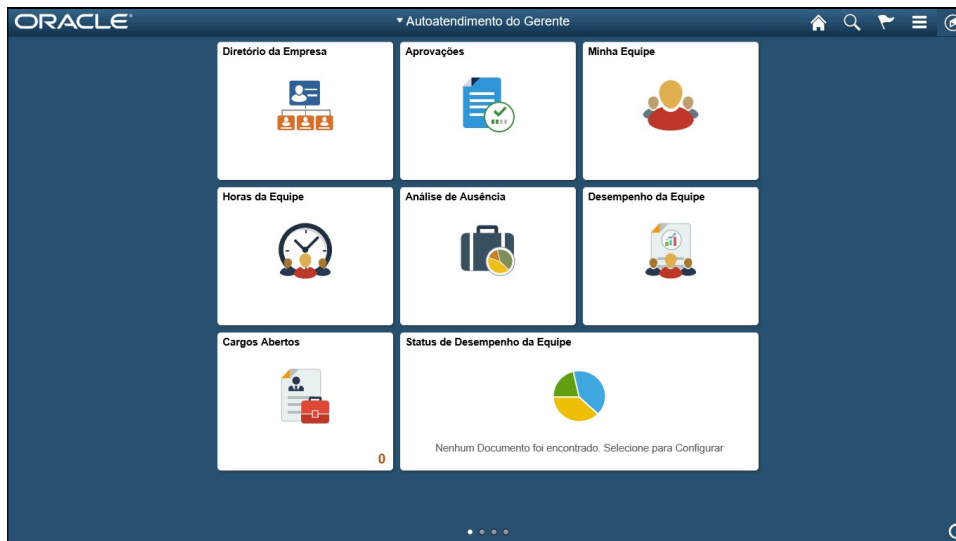 ORACLE
Autoatendimento do Gerente
Diretório da Empresa
Aprovações
Minha Equipe
Horas da Equipe
Análise de Ausência
Desempenho da Equipe
Cargos Abertos
0
Status de Desempenho da Equipe
Nenhum Documento foi encontrado. Selecione para Configurar